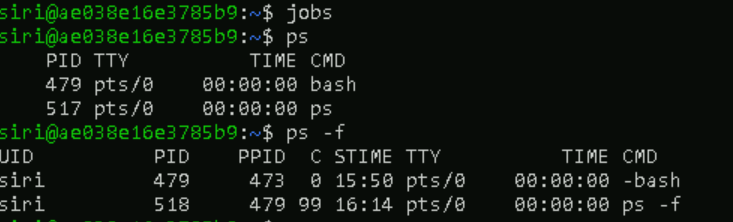 siri@ae038e16e3785b9:~$ jobs
siri@ae038e16e3785b9:~$ ps
PID TTY TIME CMD
479 pts/0 00:00:00 bash
517 pts/0 00:00:00 ps
siri@ae038e16e3785b9:~$ ps -f
UID PID PPID C STIME TTY TIME CMD
siri 479 473 0 15:50 pts/0 00:00:00 -bash
siri 518 479 99 16:14 pts/0 00:00:00 ps -f